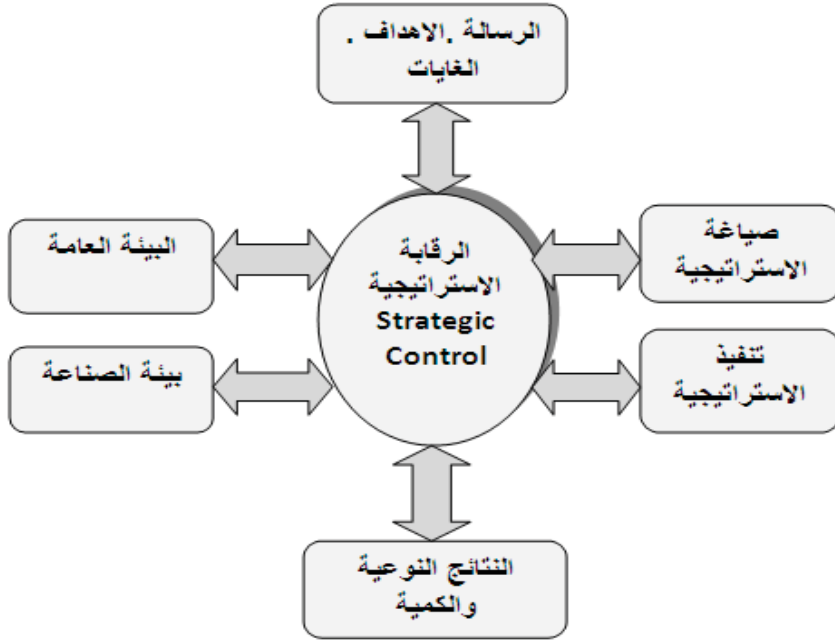 الرسالة .الاهداف .
الغايات
البيئة العامة
الرقابة
الاستراتيجية
Strategic
Control
صياغة
الاستراتيجية
بيئة الصناعة
تنفيذ
الاستراتيجية
النتائج النوعية
والكمية